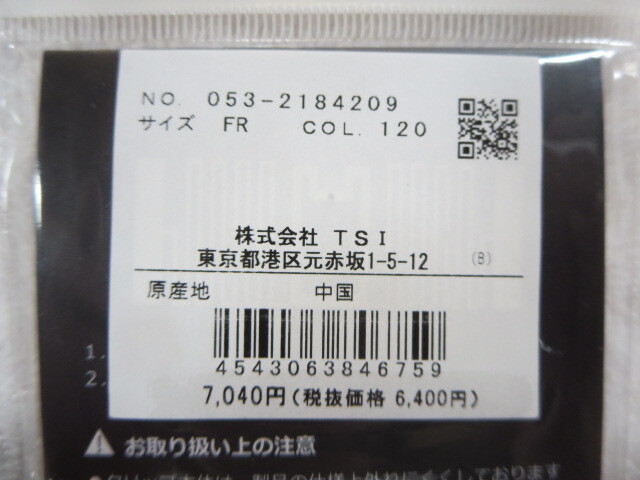 NO. 053-2184209
サイズ FR COL. 120
株式会社 TSI
東京都港区元赤坂1-5-12 (B)
原産地 中国
4543063846759
7,040円(税抜価格 6,400円)
1.
2.
お取り扱い上の注意